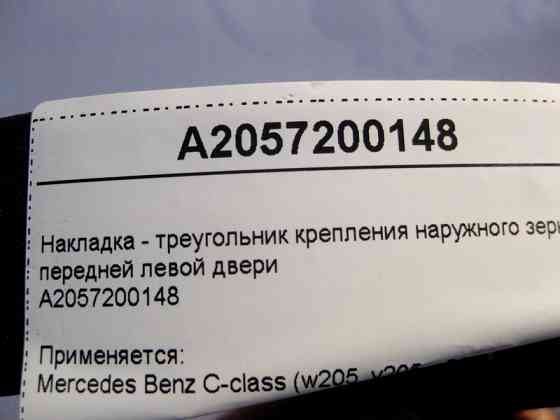 A2057200148
Накладка - треугольник крепления наружного
передней левой двери
A2057200148
Применяется:
Mercedes Benz C-class (w205,